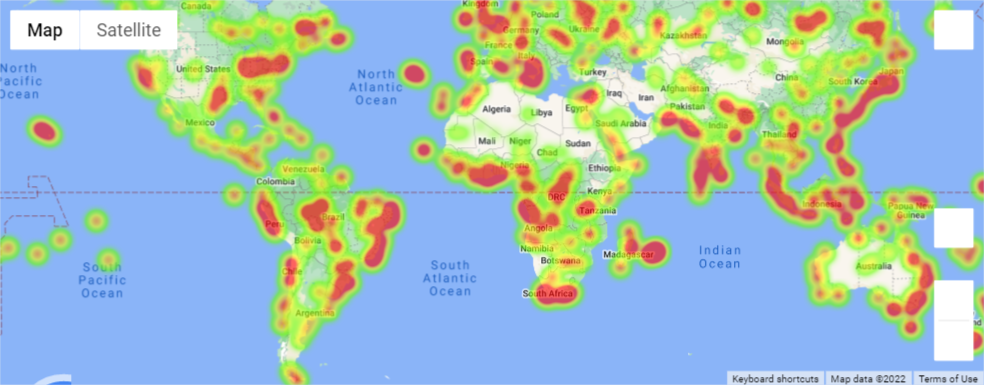 Canada
Kingdom
Poland
Map
Satellite
Germany
Ukraine
Kazakhstan
Mongolia
France
North
Pacific
Ocean
United States
Spain
Italy
North
Atlantic
Ocean
Turkey
China
South Korea
Japan
Iraq
Iran
Afghanistan
Pakistan
Algeria
Libya
Egypt
Saudi Arabia
Mexico
India
Thailand
Mali
Niger
Chad
Sudan
Nigeria
Ethiopia
Venezuela
Colombia
Kenya
DRC
Tanzania
Indonesia
Papua New
Guinea
Peru
Brazil
Bolivia
Angola
Namibia
Botswana
Madagascar
Indian
Ocean
Australia
South
Pacific
Ocean
South
Atlantic
Ocean
Chile
South Africa
Argentina
nd
Keyboard shortcuts
Map data ©2022
Terms of Use